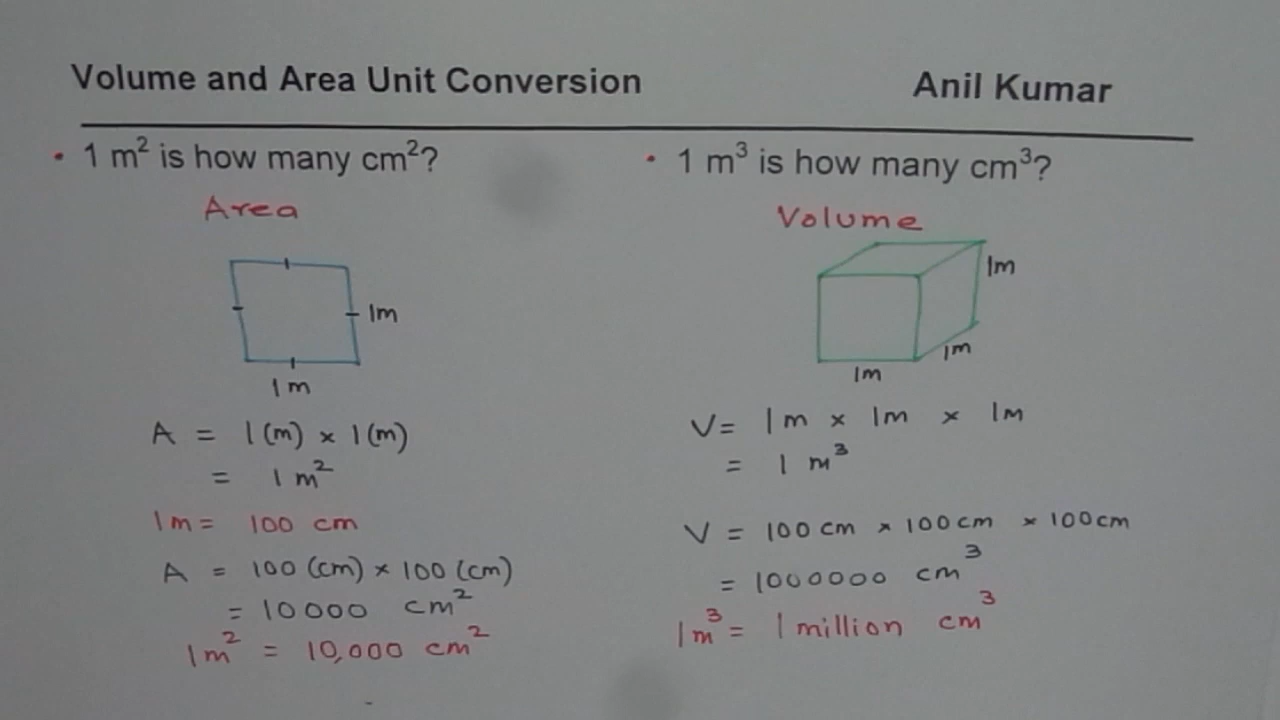 Volume and Area Unit Conversion
Anil Kumar
• 1 m² is how many cm²?
Area
1m
1m
A = 1(m) × 1(m)
= 1 m²
1m = 100 cm
A = 100 (cm) × 100 (cm)
= 10000 cm²
1m² = 10,000 cm²
• 1 m³ is how many cm³?
Volume
1m
1m
1m
V= 1m × 1m × 1m
= 1 m³
V = 100 cm × 100 cm × 100cm
= 1000000 cm³
1m³ = 1 million cm³